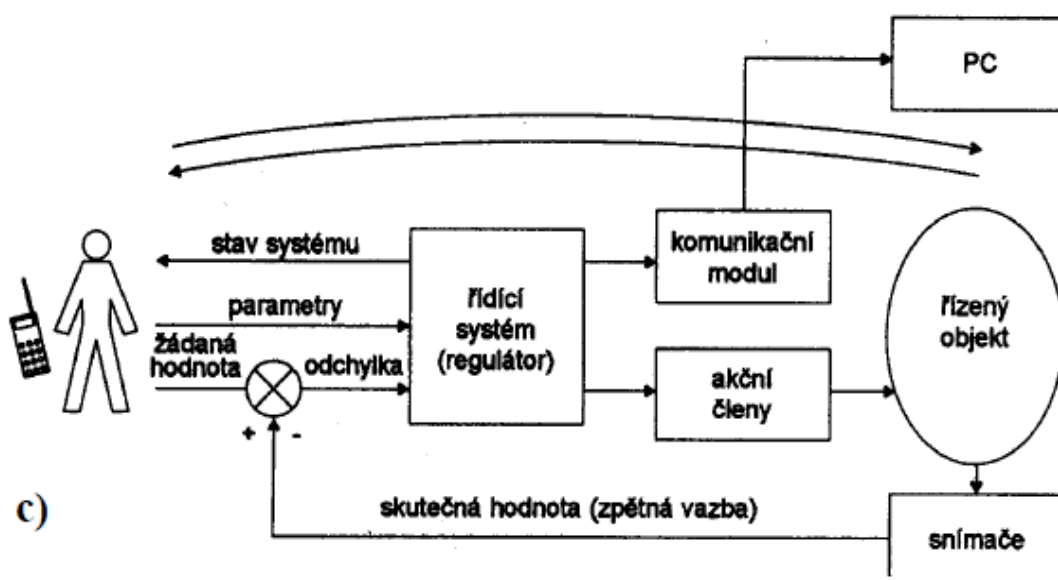 PC
stav systému
parametry
žádaná
hodnota
odchylka
+ -
řídící
systém
(regulátor)
komunikační
modul
akční
členy
řízený
objekt
skutečná hodnota (zpětná vazba)
snímače
c)